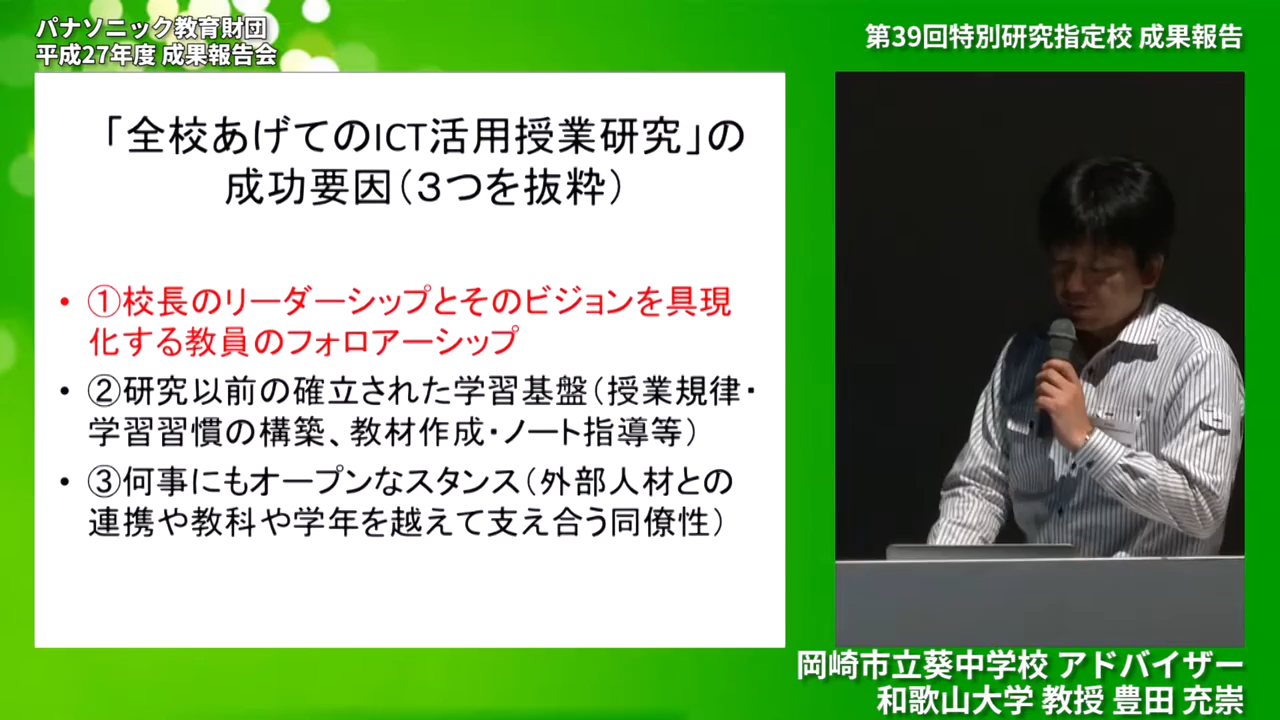 パナソニック教育財団
平成27年度 成果報告会
第39回特別研究指定校 成果報告
「全校あげてのICT活用授業研究」の
成功要因（３つを抜粋）
• ①校長のリーダーシップとそのビジョンを具現
化する教員のフォロアーシップ
• ②研究以前の確立された学習基盤（授業規律・
学習習慣の構築、教材作成・ノート指導等）
• ③何事にもオープンなスタンス（外部人材との
連携や教科や学年を越えて支え合う同僚性）
岡崎市立葵中学校 アドバイザー
和歌山大学 教授 豊田 充崇